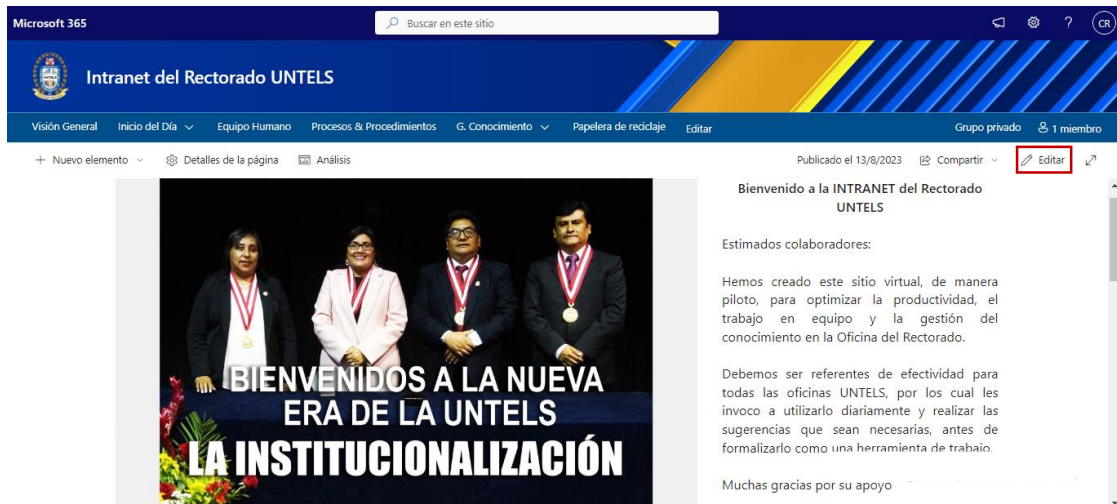 Microsoft 365
Buscar en este sitio
CR
UNTELS
Intranet del Rectorado UNTELS
Visión General
Inicio del Día
Equipo Humano
Procesos & Procedimientos
G. Conocimiento
Papelera de reciclaje
Editar
Grupo privado
1 miembro
Nuevo elemento
Detalles de la página
Análisis
Publicado el 13/8/2023
Compartir
Editar
BIENVENIDOS A LA NUEVA
ERA DE LA UNTELS
LA INSTITUCIONALIZACIÓN
Bienvenido a la INTRANET del Rectorado
UNTELS
Estimados colaboradores:
Hemos creado este sitio virtual, de manera
piloto, para optimizar la productividad, el
trabajo en equipo y la gestión del
conocimiento en la Oficina del Rectorado.
Debemos ser referentes de efectividad para
todas las oficinas UNTELS, por los cual les
invoco a utilizarlo diariamente y realizar las
sugerencias que sean necesarias, antes de
formalizarlo como una herramienta de trabajo.
Muchas gracias por su apoyo